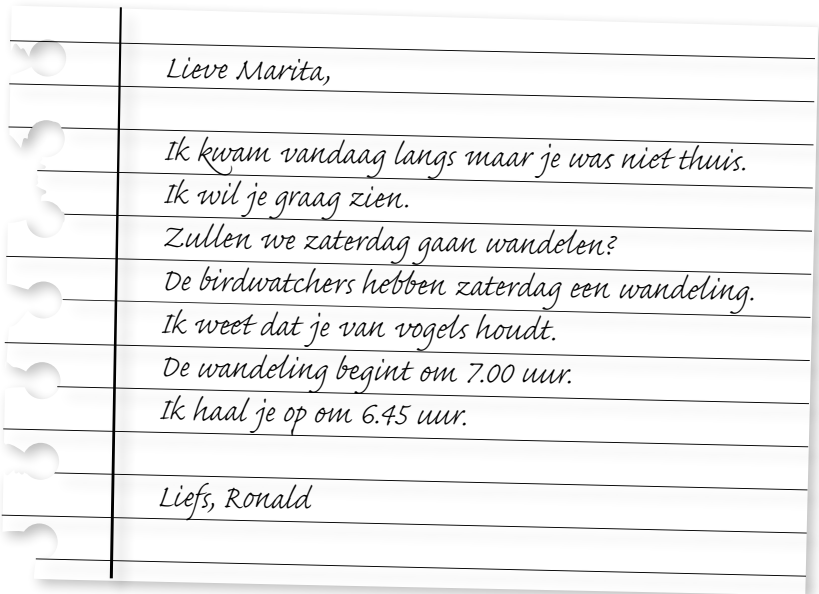 Lieve Marita,
Ik kwam vandaag langs maar je was niet thuis.
Ik wil je graag zien.
Zullen we zaterdag gaan wandelen?
De birdwatchers hebben zaterdag een wandeling.
Ik weet dat je van vogels houdt.
De wandeling begint om 7.00 uur.
Ik haal je op om 6.45 uur.
Liefs, Ronald